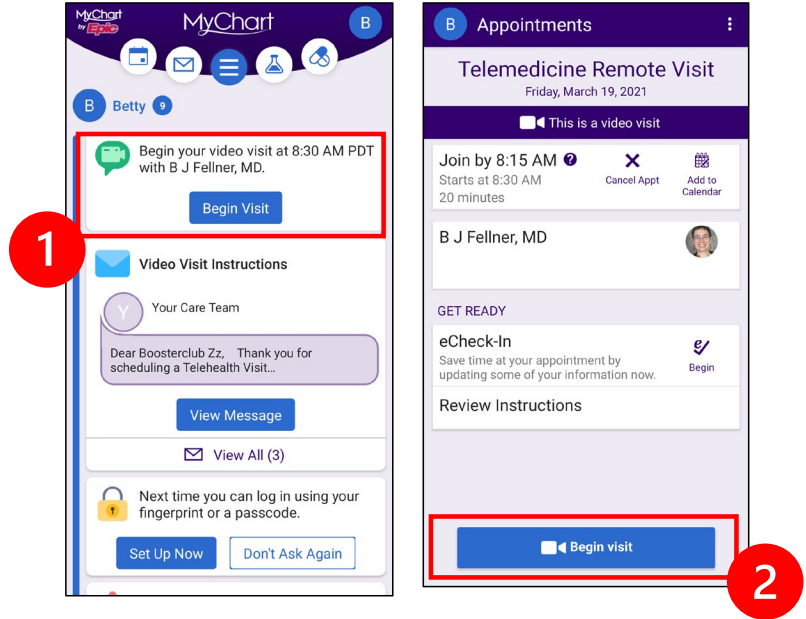 MyChart
by Epic
MyChart
B
B
Betty
9
Begin your video visit at 8:30 AM PDT
with B J Fellner, MD.
Begin Visit
1
Video Visit Instructions
Y
Your Care Team
Dear Boosterclub Zz, Thank you for
scheduling a Telehealth Visit...
View Message
View All (3)
Next time you can log in using your
fingerprint or a passcode.
Set Up Now
Don't Ask Again
B
Appointments
Telemedicine Remote Visit
Friday, March 19, 2021
This is a video visit
Join by 8:15 AM ?
Starts at 8:30 AM
20 minutes
Cancel Appt
Add to
Calendar
B J Fellner, MD
GET READY
eCheck-In
Save time at your appointment by
updating some of your information now.
e
Begin
Review Instructions
Begin visit
2